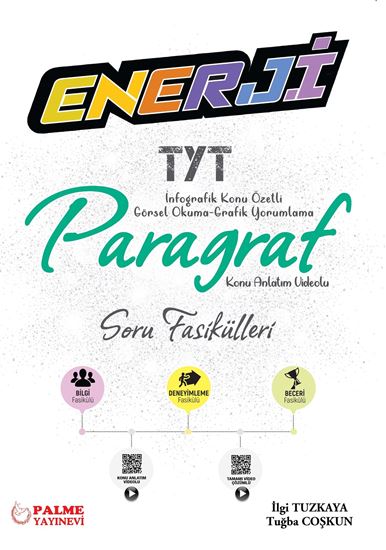 ENERJİ
TYT
İnfografik Konu Özetli
Görsel Okuma-Grafik Yorumlama
Paragraf
Konu Anlatım Videolu
Soru Fasikülleri
BİLGİ
Fasikülü
DENEYİMLEME
Fasikülü
BECERİ
Fasikülü
KONU ANLATIM
VİDEOLU
TAMAMI VİDEO
ÇÖZÜMLÜ
PALME
YAYINEVİ
İlgi TUZKAYA
Tuğba COŞKUN